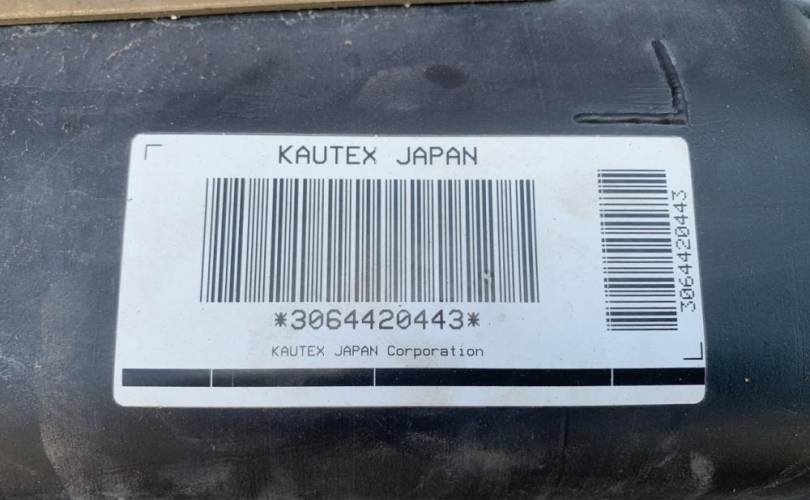 KAUTEX JAPAN
*3064420443*
KAUTEX JAPAN Corporation
3064420443